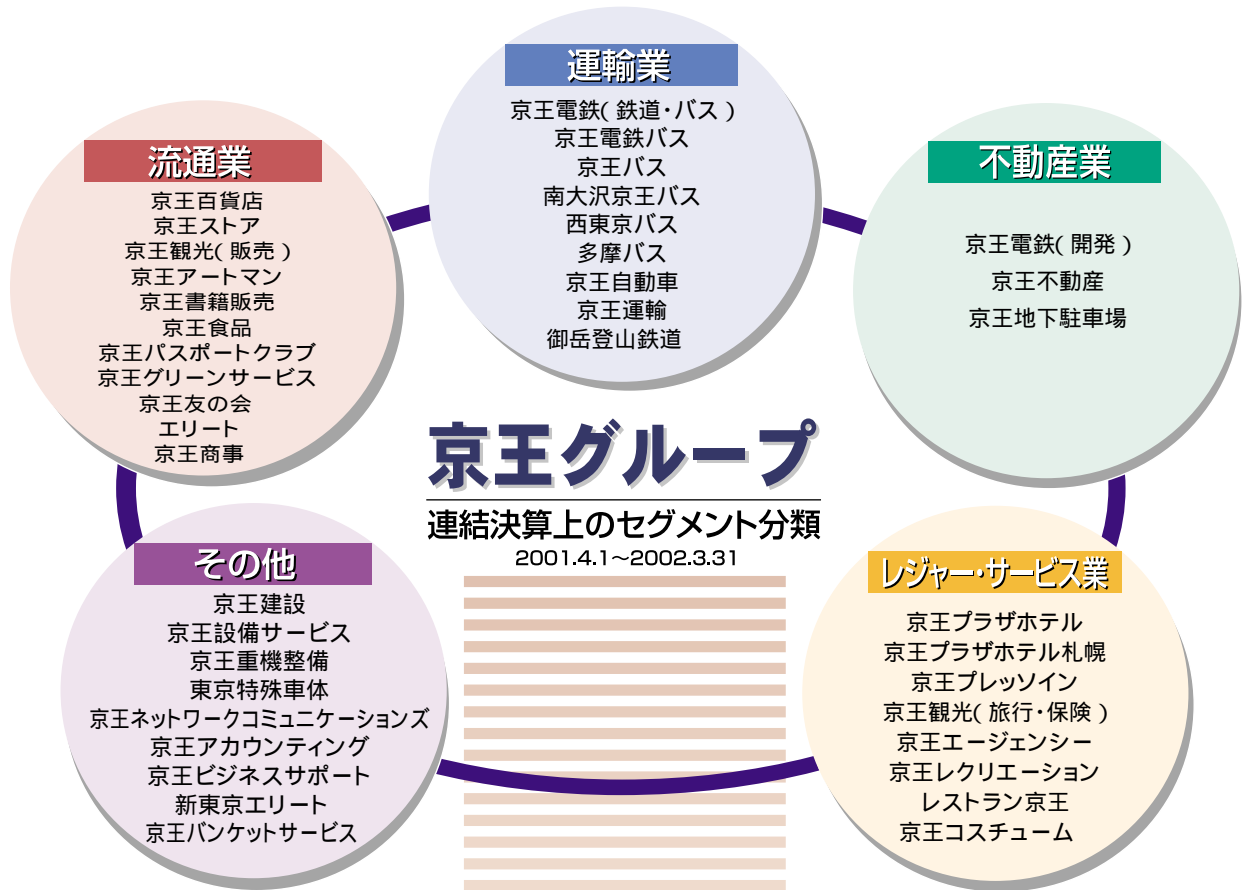 運輸業
京王電鉄( 鉄道・バス )
京王電鉄バス
京王バス
南大沢京王バス
西東京バス
多摩バス
京王自動車
京王運輸
御岳登山鉄道
流通業
京王百貨店
京王ストア
京王観光( 販売 )
京王アートマン
京王書籍販売
京王食品
京王パスポートクラブ
京王グリーンサービス
京王友の会
エリート
京王商事
不動産業
京王電鉄( 開発 )
京王不動産
京王地下駐車場
京王グループ
連結決算上のセグメント分類
2001.4.1~2002.3.31
その他
京王建設
京王設備サービス
京王重機整備
東京特殊車体
京王ネットワークコミュニケーションズ
京王アカウンティング
京王ビジネスサポート
新東京エリート
京王バンケットサービス
レジャー・サービス業
京王プラザホテル
京王プラザホテル札幌
京王プレッソイン
京王観光( 旅行・保険 )
京王エージェンシー
京王レクリエーション
レストラン京王
京王コスチューム